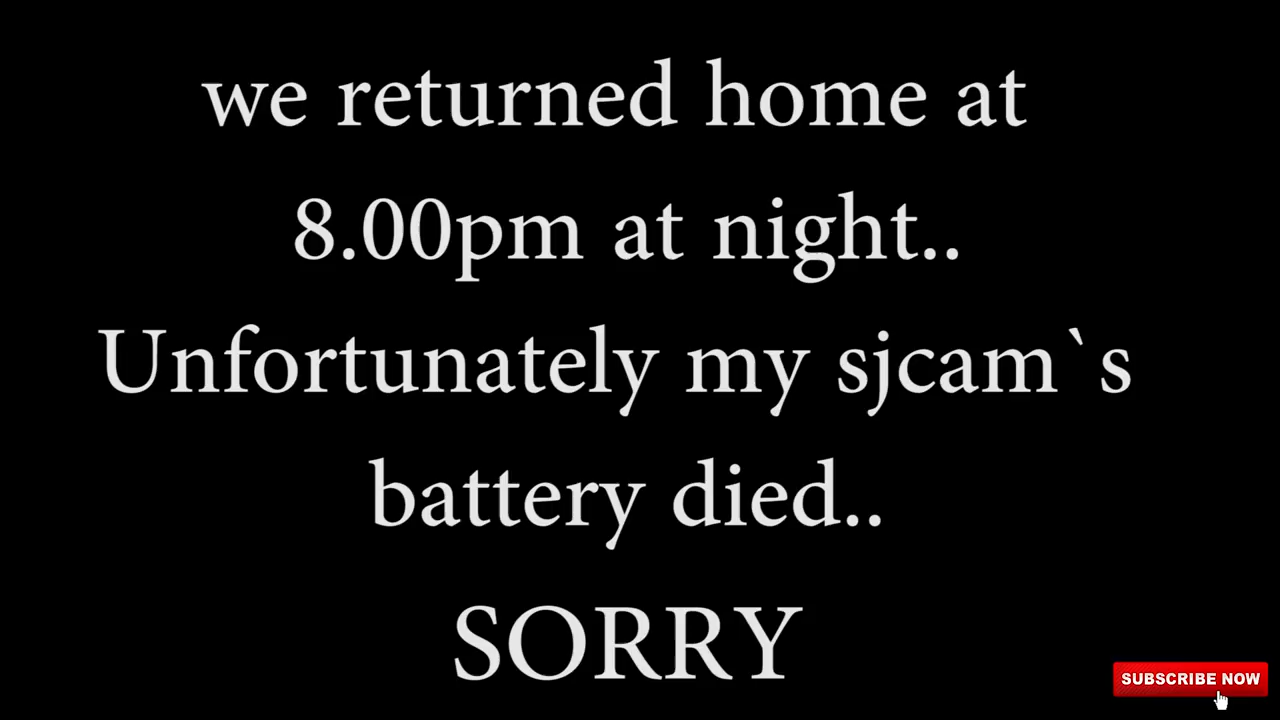 we returned home at
8.00pm at night..
Unfortunately my sjcam`s
battery died..
SORRY
SUBSCRIBE NOW